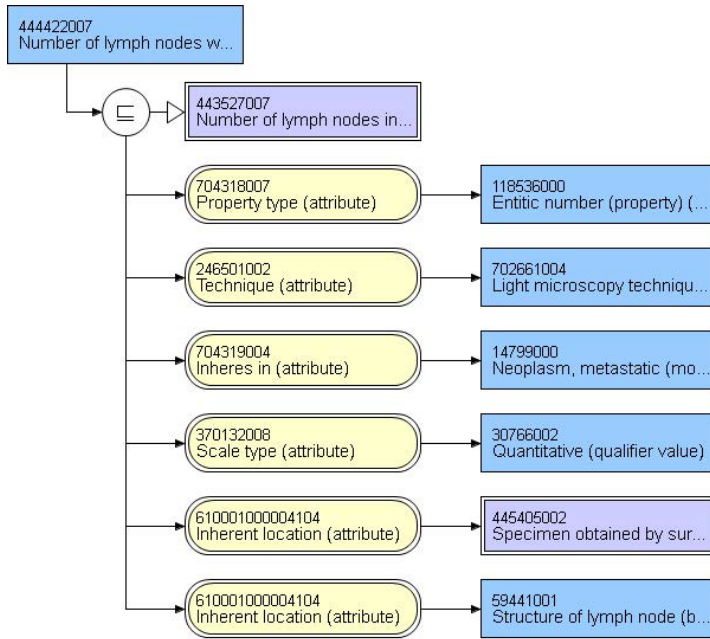 444422007
Number of lymph nodes w...
⊑
443527007
Number of lymph nodes in...
704318007
Property type (attribute)
118536000
Entitic number (property) (...
246501002
Technique (attribute)
702661004
Light microscopy techniqu...
704319004
Inheres in (attribute)
14799000
Neoplasm, metastatic (mo...
370132008
Scale type (attribute)
30766002
Quantitative (qualifier value)
610001000004104
Inherent location (attribute)
445405002
Specimen obtained by sur...
610001000004104
Inherent location (attribute)
59441001
Structure of lymph node (b...